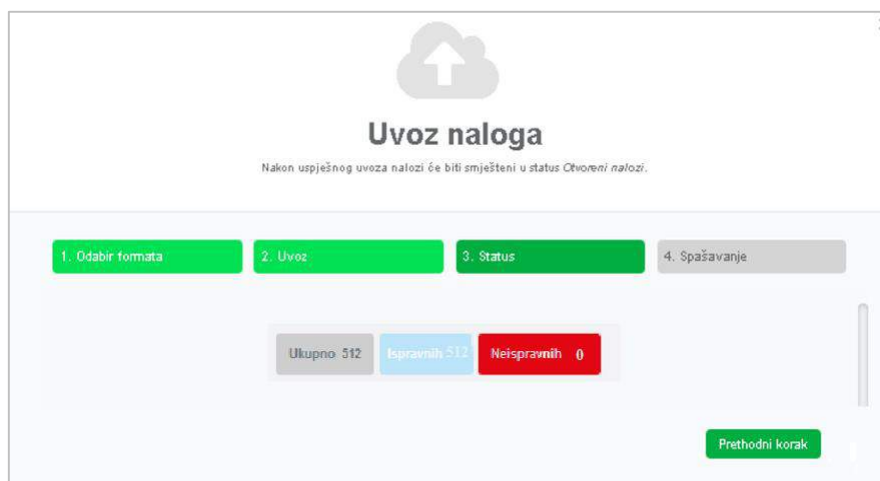 Uvoz naloga
Nakon uspješnog uvoza nalozi će biti smješteni u status Otvoreni nalozi.
1. Odabir formata
2. Uvoz
3. Status
4. Spašavanje
Ukupno 512
Ispravnih 512
Neispravnih 0
Prethodni korak